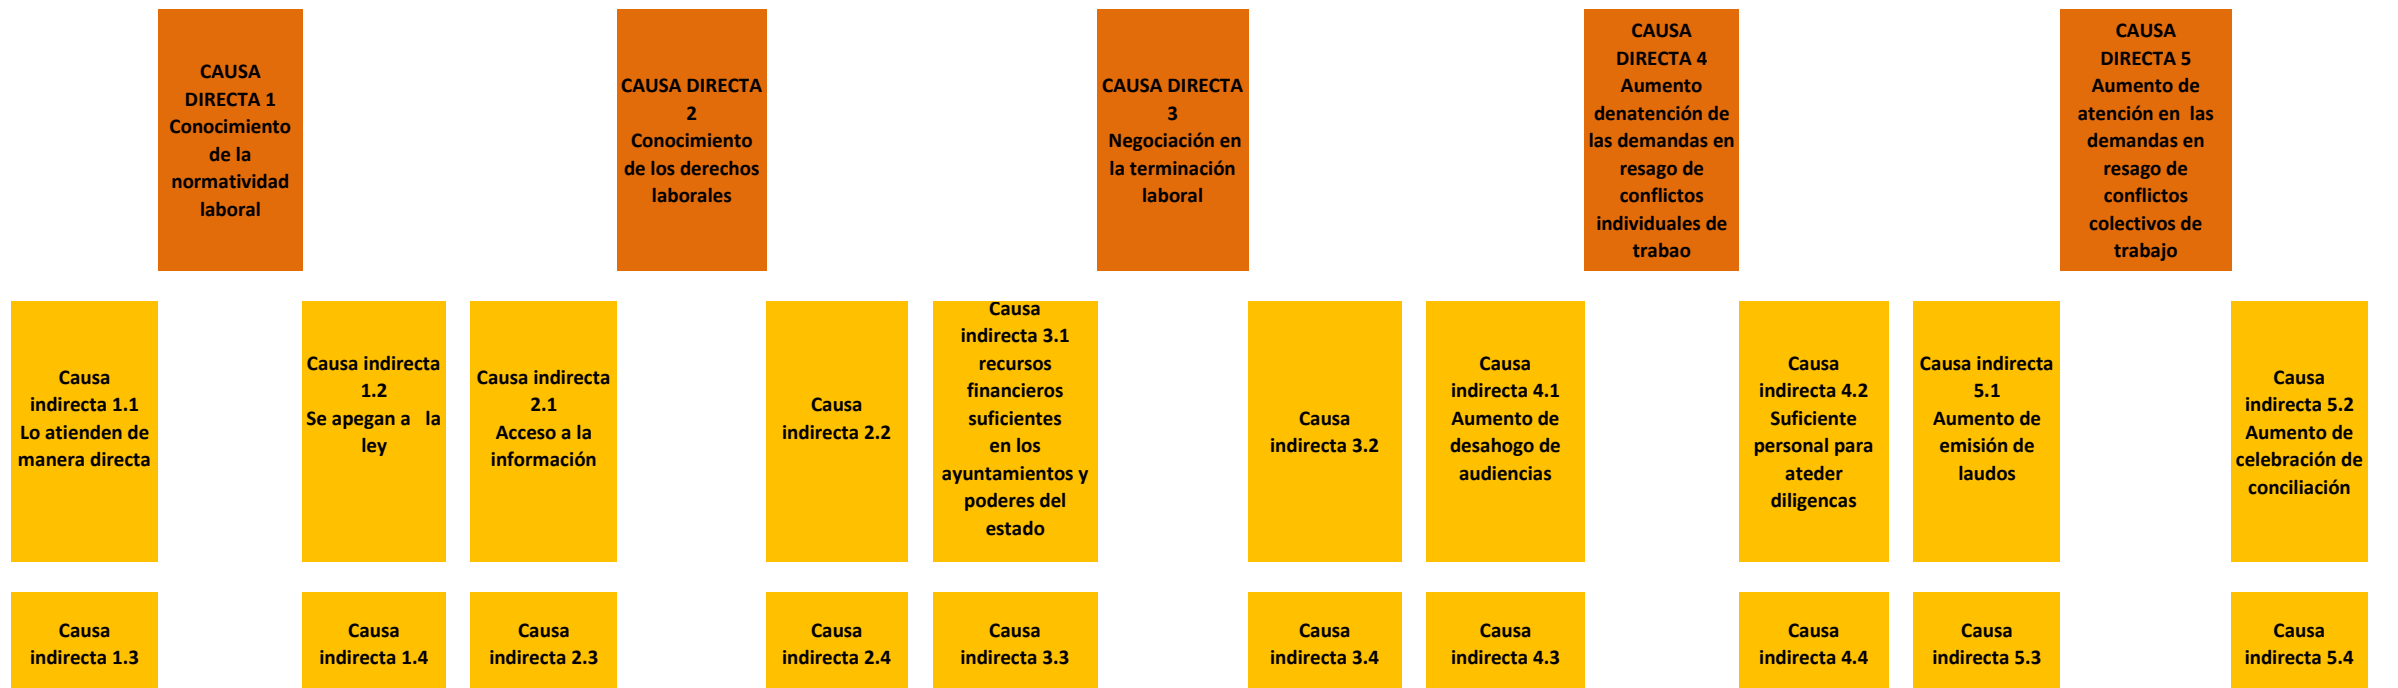 CAUSA
DIRECTA 1
Conocimiento
de la
normatividad
laboral
CAUSA DIRECTA
2
Conocimiento
de los derechos
laborales
CAUSA DIRECTA
3
Negociación en
la terminación
laboral
CAUSA
DIRECTA 4
Aumento
denatención de
las demandas en
resago de
conflictos
individuales de
trabao
CAUSA
DIRECTA 5
Aumento de
atención en las
demandas en
resago de
conflictos
colectivos de
trabajo
Causa
indirecta 1.1
Lo atienden de
manera directa
Causa indirecta
1.2
Se apegan a la
ley
Causa indirecta
2.1
Acceso a la
información
Causa
indirecta 2.2
Causa
indirecta 3.1
recursos
financieros
suficientes
en los
ayuntamientos y
poderes del
estado
Causa
indirecta 3.2
Causa
indirecta 4.1
Aumento de
desahogo de
audiencias
Causa
indirecta 4.2
Suficiente
personal para
ateder
diligencas
Causa indirecta
5.1
Aumento de
emisión de
laudos
Causa
indirecta 5.2
Aumento de
celebración de
conciliación
Causa
indirecta 1.3
Causa
indirecta 1.4
Causa
indirecta 2.3
Causa
indirecta 2.4
Causa
indirecta 3.3
Causa
indirecta 3.4
Causa
indirecta 4.3
Causa
indirecta 4.4
Causa
indirecta 5.3
Causa
indirecta 5.4